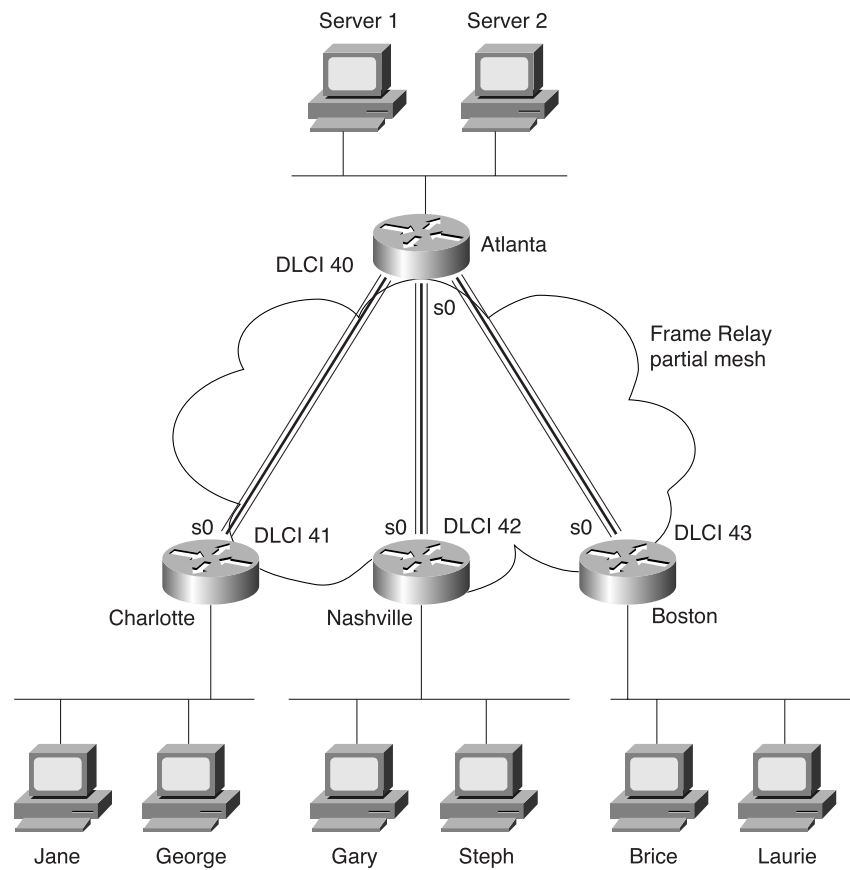 Server 1
Server 2
Atlanta
DLCI 40
s0
Frame Relay
partial mesh
s0
DLCI 41
s0
DLCI 42
s0
DLCI 43
Charlotte
Nashville
Boston
Jane
George
Gary
Steph
Brice
Laurie